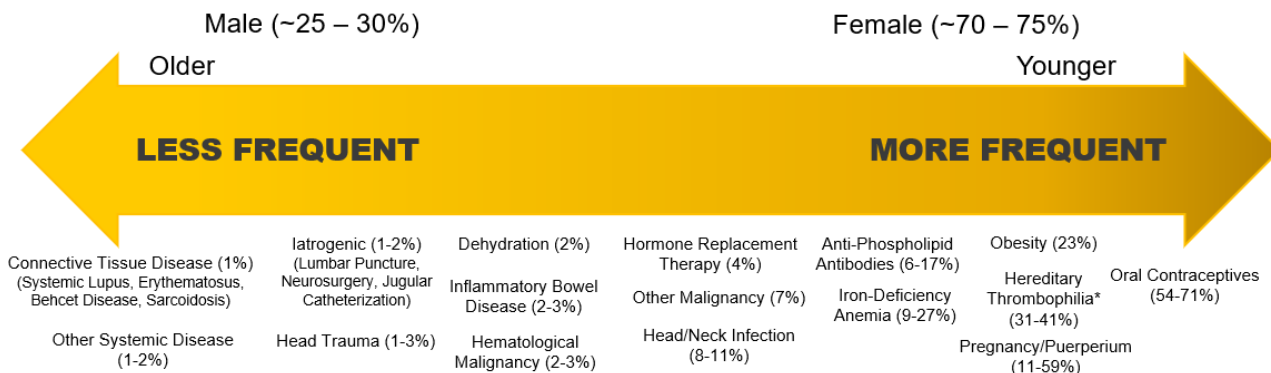 Male (~25 – 30%)
Female (~70 – 75%)
Older
Younger
LESS FREQUENT
MORE FREQUENT
Connective Tissue Disease (1%)
(Systemic Lupus, Erythematosus,
Behcet Disease, Sarcoidosis)
Other Systemic Disease
(1-2%)
Iatrogenic (1-2%)
(Lumbar Puncture,
Neurosurgery, Jugular
Catheterization)
Head Trauma (1-3%)
Dehydration (2%)
Inflammatory Bowel
Disease (2-3%)
Hematological
Malignancy (2-3%)
Hormone Replacement
Therapy (4%)
Other Malignancy (7%)
Head/Neck Infection
(8-11%)
Anti-Phospholipid
Antibodies (6-17%)
Iron-Deficiency
Anemia (9-27%)
Obesity (23%)
Hereditary
Thrombophilia*
(31-41%)
Pregnancy/Puerperium
(11-59%)
Oral Contraceptives
(54-71%)